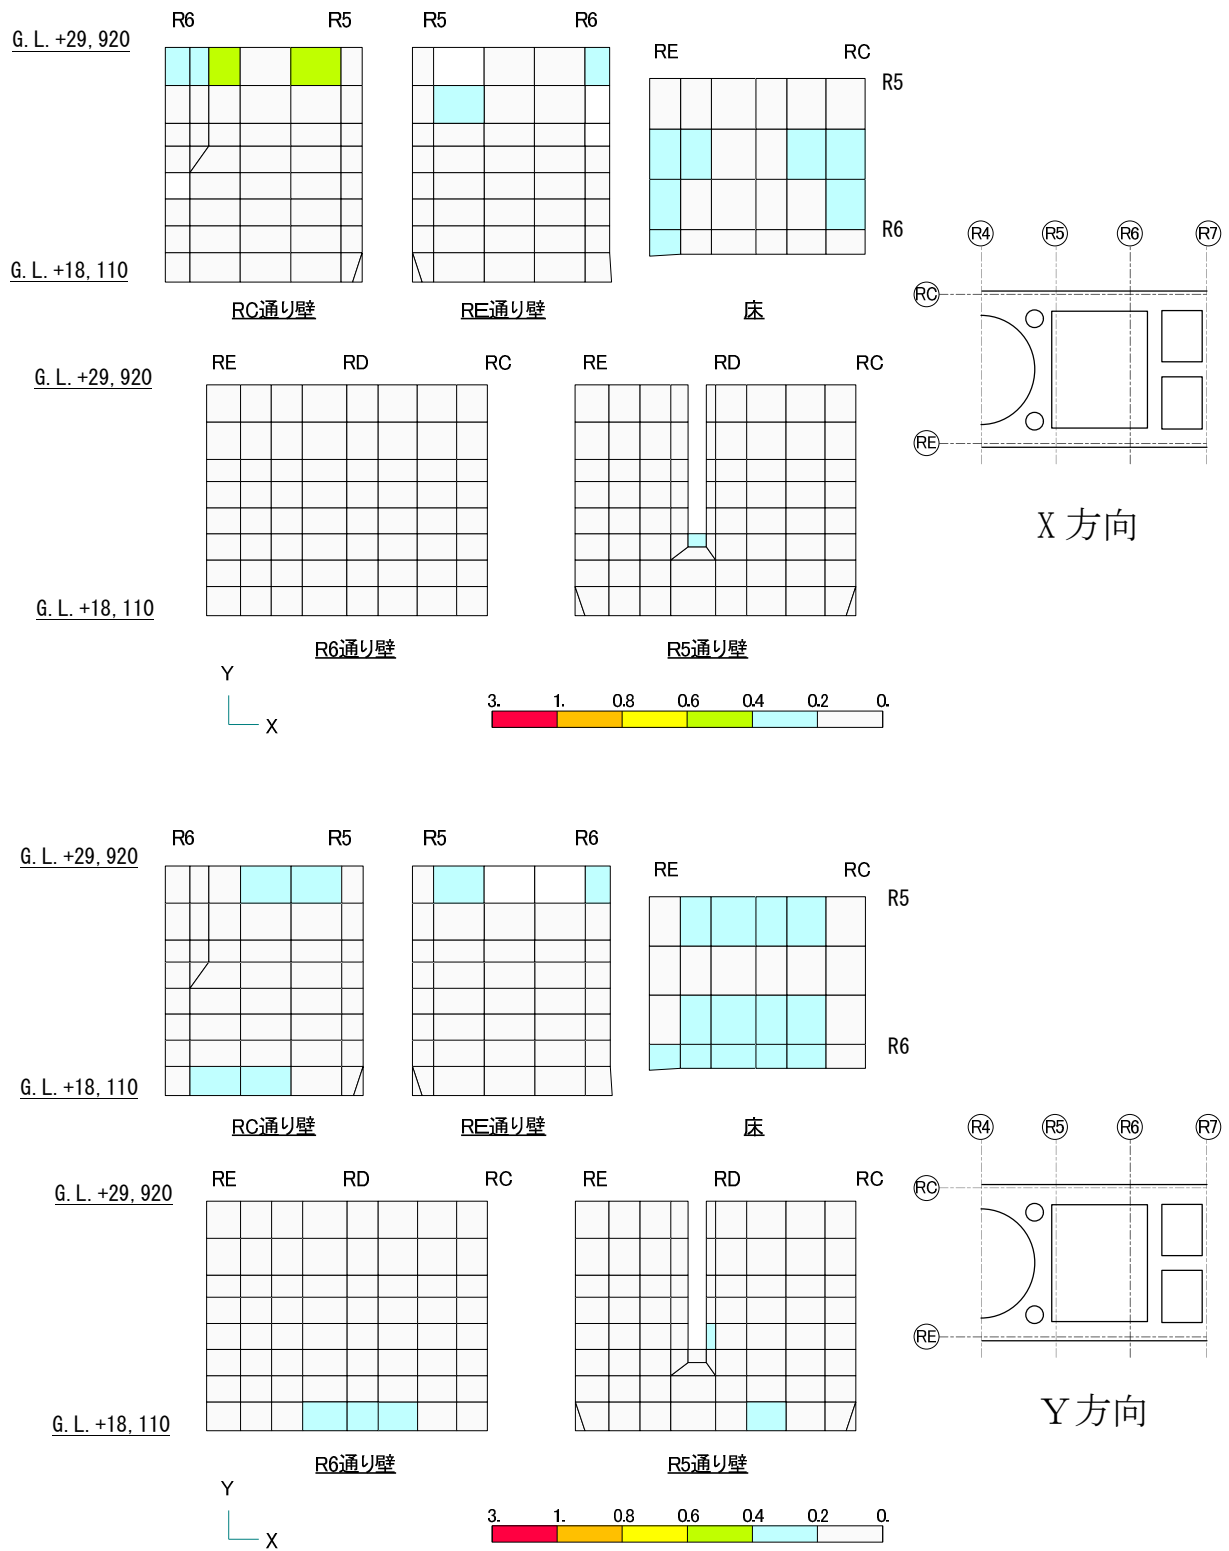 R6 R5 R5 R6
G.L.+29,920
RE RC
R5
R6
G.L.+18,110
RC通り壁 RE通り壁 床
R4 R5 R6 R7
RC
RE
X 方向
RE RD RC RE RD RC
G.L.+29,920
G.L.+18,110
R6通り壁 R5通り壁
Y
X
3. 1. 0.8 0.6 0.4 0.2 0.
R6 R5 R5 R6
G.L.+29,920
RE RC
R5
R6
G.L.+18,110
RC通り壁 RE通り壁 床
R4 R5 R6 R7
RC
RE
Y方向
RE RD RC RE RD RC
G.L.+29,920
G.L.+18,110
R6通り壁 R5通り壁
Y
X
3. 1. 0.8 0.6 0.4 0.2 0.